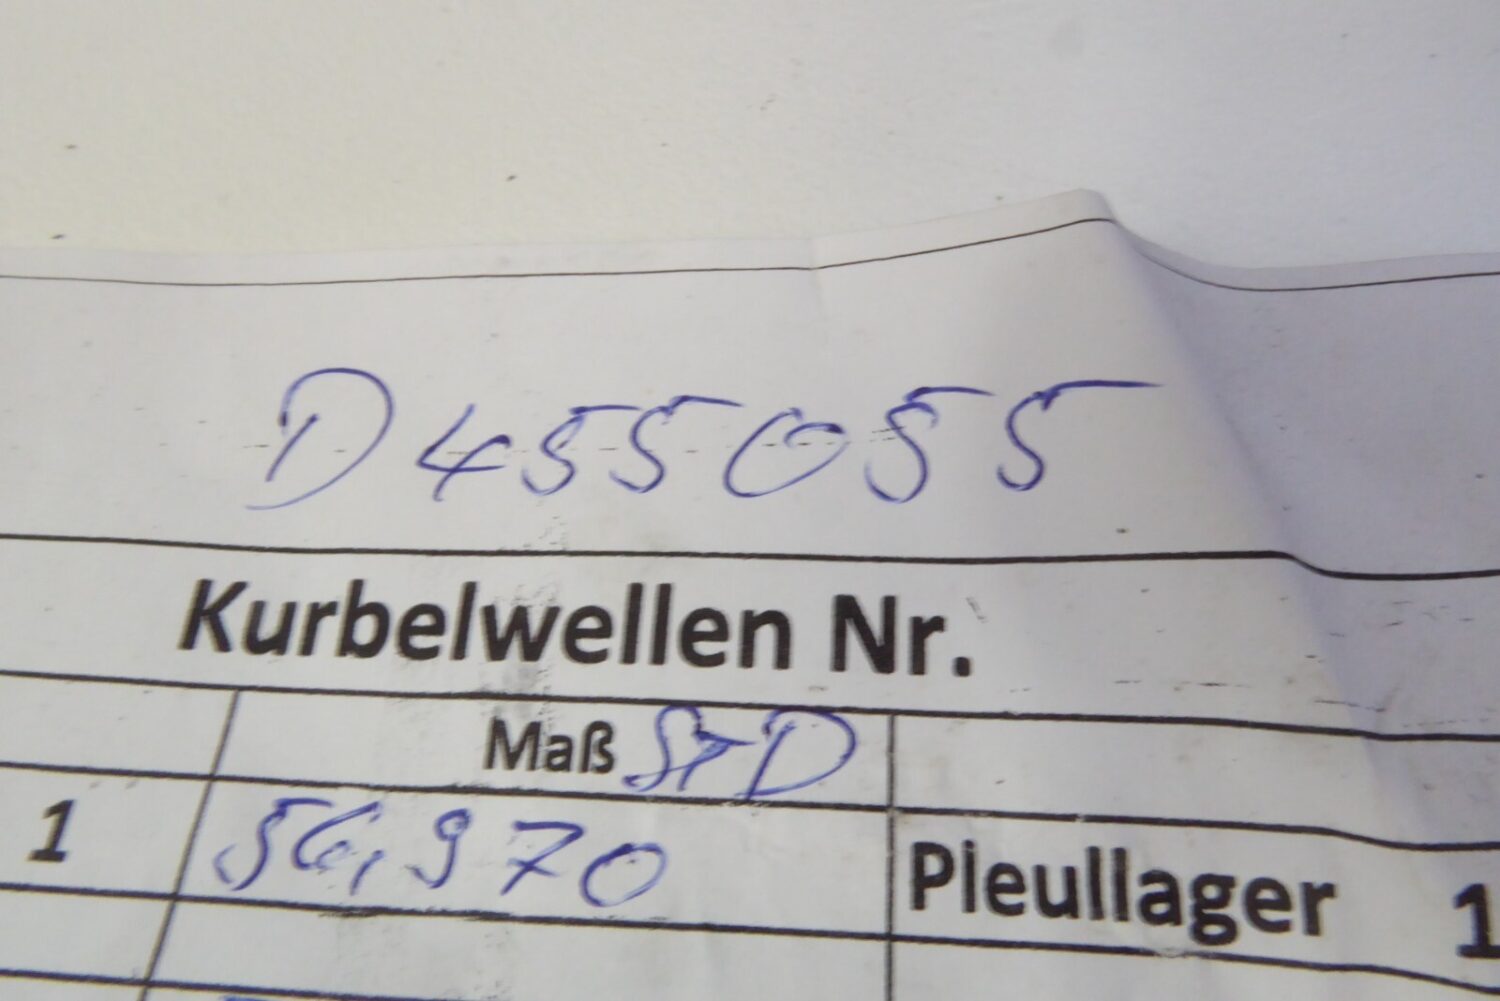 D455055
Kurbelwellen Nr.
Maß STD
1 56,970 Pleullager 1